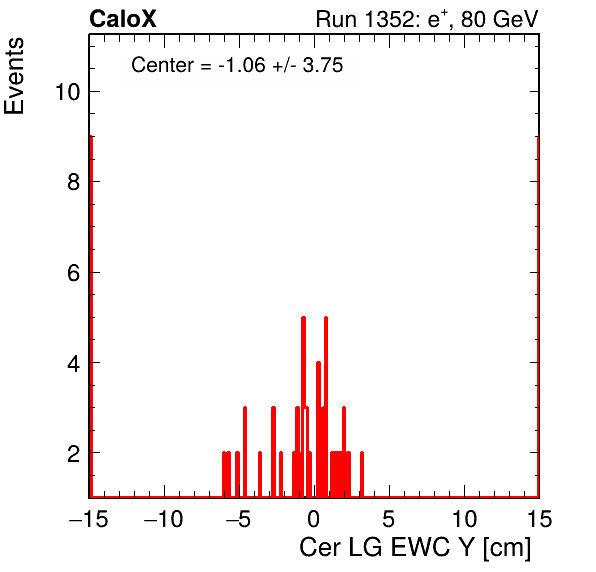 CaloX Run 1352: e⁺, 80 GeV
Center = -1.06 +/- 3.75
Events
10
8
6
4
2
−15 −10 −5 0 5 10 15
Cer LG EWC Y [cm]